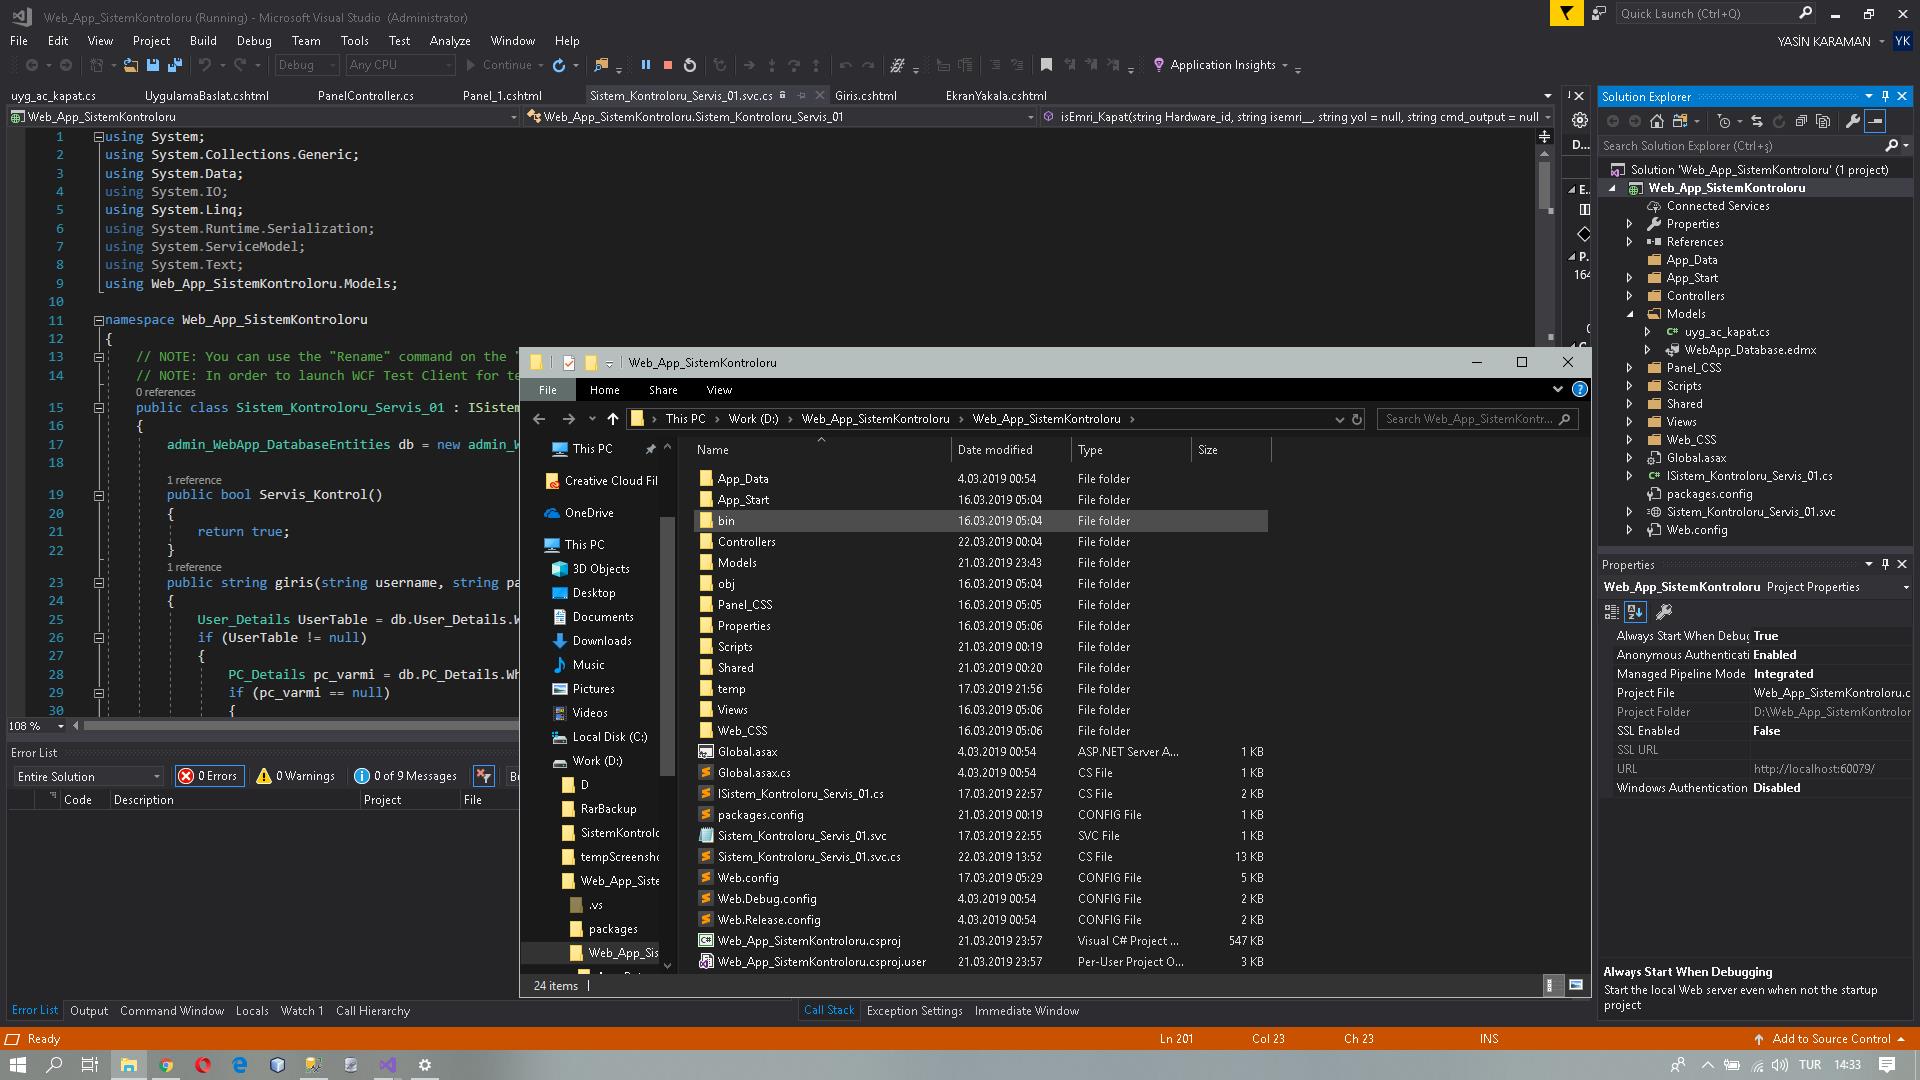 Web_App_SistemKontroloru (Running) - Microsoft Visual Studio (Administrator)
Quick Launch (Ctrl+Q)
File Edit View Project Build Debug Team Tools Test Analyze Window Help
YASİN KARAMAN YK
Debug Any CPU Continue Application Insights
uyg_ac_kapat.cs UygulamaBaslat.cshtml PanelController.cs Panel_1.cshtml Sistem_Kontroloru_Servis_01.svc.cs Giris.cshtml EkranYakala.cshtml
Web_App_SistemKontroloru Web_App_SistemKontroloru.Sistem_Kontroloru_Servis_01 isEmri_Kapat(string Hardware_id, string isemri__, string yol = null, string cmd_output = null
1 using System;
2 using System.Collections.Generic;
3 using System.Data;
4 using System.IO;
5 using System.Linq;
6 using System.Runtime.Serialization;
7 using System.ServiceModel;
8 using System.Text;
9 using Web_App_SistemKontroloru.Models;
10
11 namespace Web_App_SistemKontroloru
12 {
13 // NOTE: You can use the "Rename" command on the "
14 // NOTE: In order to launch WCF Test Client for te
0 references
15 public class Sistem_Kontroloru_Servis_01 : ISistem
16 {
17 admin_WebApp_DatabaseEntities db = new admin_W
18
1 reference
19 public bool Servis_Kontrol()
20 {
21 return true;
22 }
1 reference
23 public string giris(string username, string pa
24 {
25 User_Details UserTable = db.User_Details.W
26 if (UserTable != null)
27 {
28 PC_Details pc_varmi = db.PC_Details.Wh
29 if (pc_varmi == null)
30 {
108 %
D...
E...
P...
164
Error List
Entire Solution 0 Errors 0 Warnings 0 of 9 Messages
Code Description Project File
Error List Output Command Window Locals Watch 1 Call Hierarchy
Call Stack Exception Settings Immediate Window
Web_App_SistemKontroloru
File Home Share View
This PC Work (D:) Web_App_SistemKontroloru Web_App_SistemKontroloru
Search Web_App_SistemKontr...
This PC
Creative Cloud Fil
OneDrive
This PC
3D Objects
Desktop
Documents
Downloads
Music
Pictures
Videos
Local Disk (C:)
Work (D:)
D
RarBackup
SistemKontrolo
tempScreensho
Web_App_Siste
.vs
packages
Web_App_Sis
Name Date modified Type Size
App_Data 4.03.2019 00:54 File folder
App_Start 16.03.2019 05:04 File folder
bin 16.03.2019 05:04 File folder
Controllers 22.03.2019 00:04 File folder
Models 21.03.2019 23:43 File folder
obj 16.03.2019 05:04 File folder
Panel_CSS 16.03.2019 05:05 File folder
Properties 16.03.2019 05:06 File folder
Scripts 21.03.2019 00:19 File folder
Shared 21.03.2019 00:20 File folder
temp 17.03.2019 21:56 File folder
Views 16.03.2019 05:06 File folder
Web_CSS 16.03.2019 05:06 File folder
Global.asax 4.03.2019 00:54 ASP.NET Server A... 1 KB
Global.asax.cs 4.03.2019 00:54 CS File 1 KB
ISistem_Kontroloru_Servis_01.cs 17.03.2019 22:57 CS File 2 KB
packages.config 21.03.2019 00:19 CONFIG File 1 KB
Sistem_Kontroloru_Servis_01.svc 17.03.2019 22:55 SVC File 1 KB
Sistem_Kontroloru_Servis_01.svc.cs 22.03.2019 13:52 CS File 13 KB
Web.config 17.03.2019 05:29 CONFIG File 5 KB
Web.Debug.config 4.03.2019 00:54 CONFIG File 2 KB
Web.Release.config 4.03.2019 00:54 CONFIG File 2 KB
Web_App_SistemKontroloru.csproj 21.03.2019 23:57 Visual C# Project ... 547 KB
Web_App_SistemKontroloru.csproj.user 21.03.2019 23:57 Per-User Project O... 3 KB
24 items
Solution Explorer
Search Solution Explorer (Ctrl+ş)
Solution 'Web_App_SistemKontroloru' (1 project)
Web_App_SistemKontroloru
Connected Services
Properties
References
App_Data
App_Start
Controllers
Models
uyg_ac_kapat.cs
WebApp_Database.edmx
Panel_CSS
Scripts
Shared
Views
Web_CSS
Global.asax
ISistem_Kontroloru_Servis_01.cs
packages.config
Sistem_Kontroloru_Servis_01.svc
Web.config
Properties
Web_App_SistemKontroloru Project Properties
Always Start When Debug True
Anonymous Authenticati Enabled
Managed Pipeline Mode Integrated
Project File Web_App_SistemKontroloru.c
Project Folder D:\Web_App_SistemKontrolor
SSL Enabled False
SSL URL
URL http://localhost:60079/
Windows Authentication Disabled
Always Start When Debugging
Start the local Web server even when not the startup
project
Ready Ln 201 Col 23 Ch 23 INS Add to Source Control
TUR 14:33